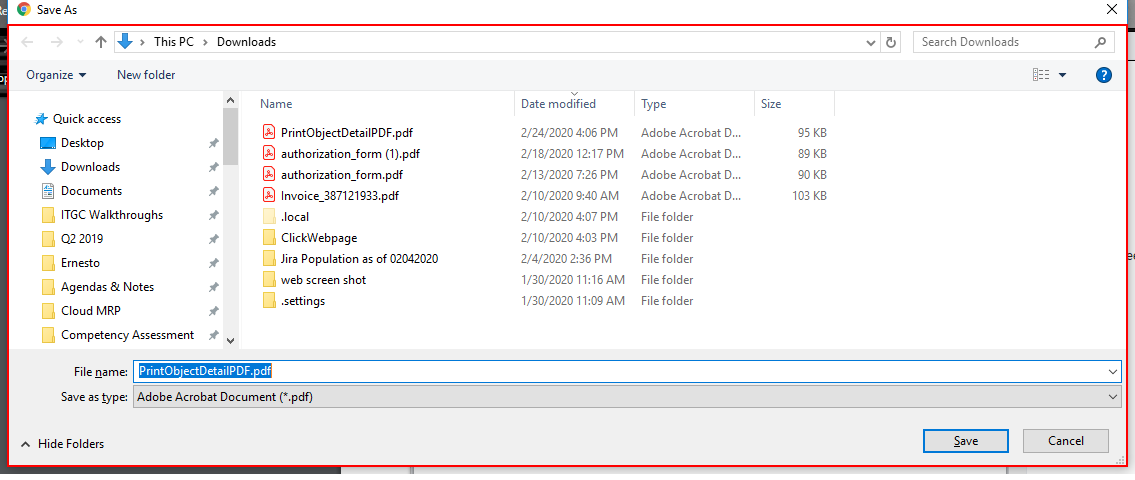 Save As
This PC > Downloads
Search Downloads
Organize
New folder
?
Name Date modified Type Size
Quick access
Desktop
Downloads
Documents
ITGC Walkthroughs
Q2 2019
Ernesto
Agendas & Notes
Cloud MRP
Competency Assessment
PrintObjectDetailPDF.pdf 2/24/2020 4:06 PM Adobe Acrobat D... 95 KB
authorization_form (1).pdf 2/18/2020 12:17 PM Adobe Acrobat D... 89 KB
authorization_form.pdf 2/13/2020 7:26 PM Adobe Acrobat D... 90 KB
Invoice_387121933.pdf 2/10/2020 9:40 AM Adobe Acrobat D... 103 KB
.local 2/10/2020 4:07 PM File folder
ClickWebpage 2/10/2020 4:03 PM File folder
Jira Population as of 02042020 2/4/2020 2:36 PM File folder
web screen shot 1/30/2020 11:16 AM File folder
.settings 1/30/2020 11:09 AM File folder
File name: PrintObjectDetailPDF.pdf
Save as type: Adobe Acrobat Document (*.pdf)
Hide Folders
Save
Cancel